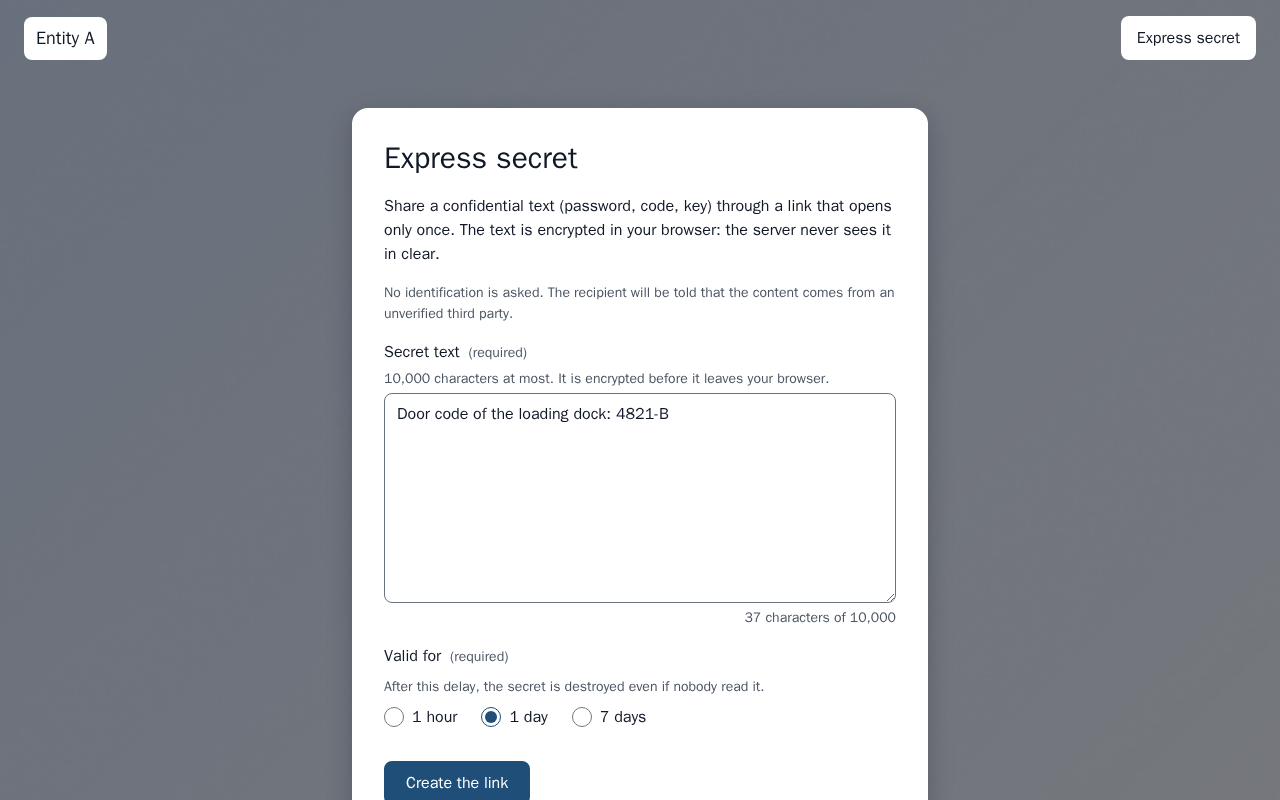 Entity A
Express secret
Express secret
Share a confidential text (password, code, key) through a link that opens
only once. The text is encrypted in your browser: the server never sees it
in clear.
No identification is asked. The recipient will be told that the content comes from an
unverified third party.
Secret text (required)
10,000 characters at most. It is encrypted before it leaves your browser.
Door code of the loading dock: 4821-B
37 characters of 10,000
Valid for (required)
After this delay, the secret is destroyed even if nobody read it.
1 hour 1 day 7 days
Create the link